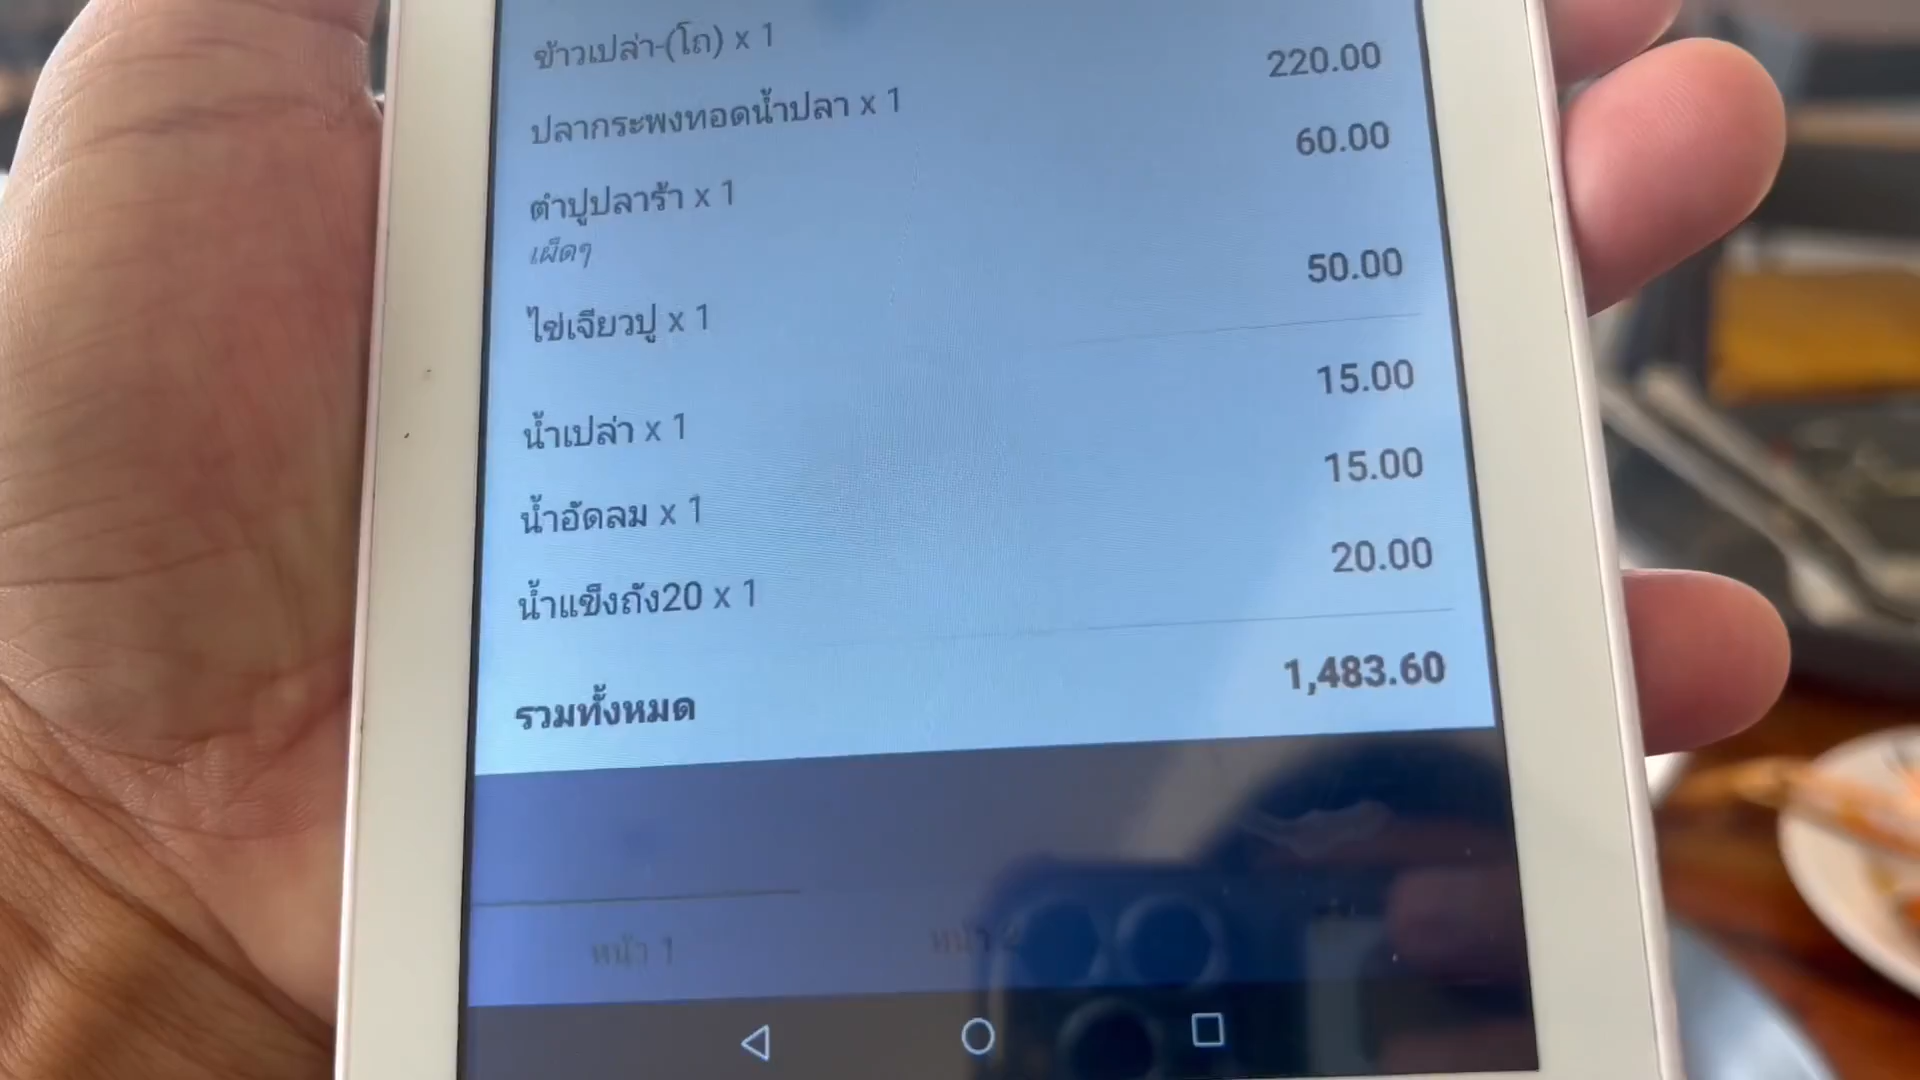 ข้าวเปล่า-(โถ) x 1
ปลากระพงทอดน้ำปลา x 1 220.00
ตำปูปลาร้า x 1 60.00
เผ็ดๆ
ไข่เจียวปู x 1 50.00
น้ำเปล่า x 1 15.00
น้ำอัดลม x 1 15.00
น้ำแข็งถัง20 x 1 20.00
รวมทั้งหมด 1,483.60
หน้า 1 หน้า 2